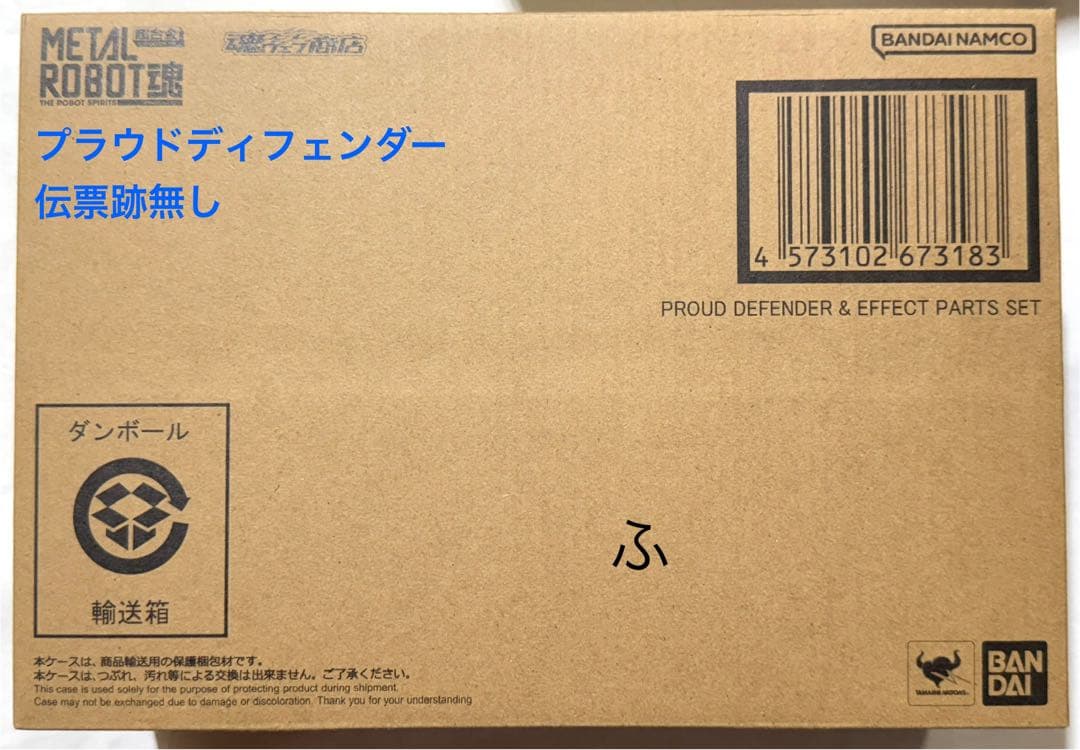 METAL
ROBOT魂
THE ROBOT SPIRITS
魂ウェブ商店
BANDAI NAMCO
プラウドディフェンダー
伝票跡無し
4 573102 673183
PROUD DEFENDER & EFFECT PARTS SET
ダンボール
輸送箱
ふ
本ケースは、商品輸送用の保護梱包材です。
本ケースは、つぶれ、汚れ等による交換は出来ません。ご了承ください。
This case is used solely for the purpose of protecting product during shipment.
Case may not be exchanged due to damage or discoloration. Thank you for your understanding
TAMASHII NATIONS
BAN
DAI